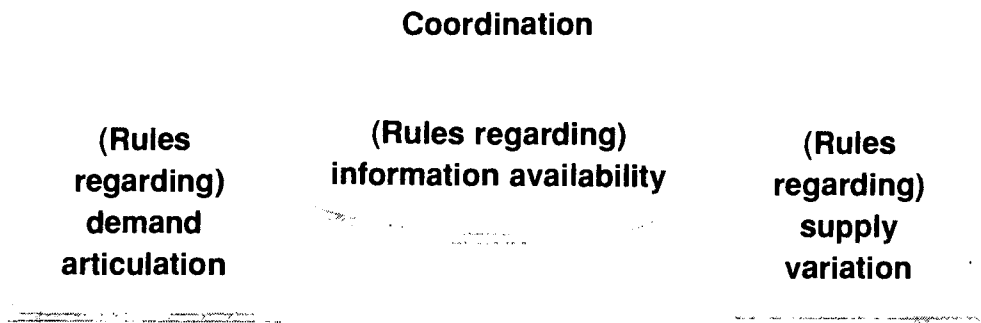 Coordination
(Rules
regarding)
demand
articulation
(Rules regarding)
information availability
(Rules
regarding)
supply
variation